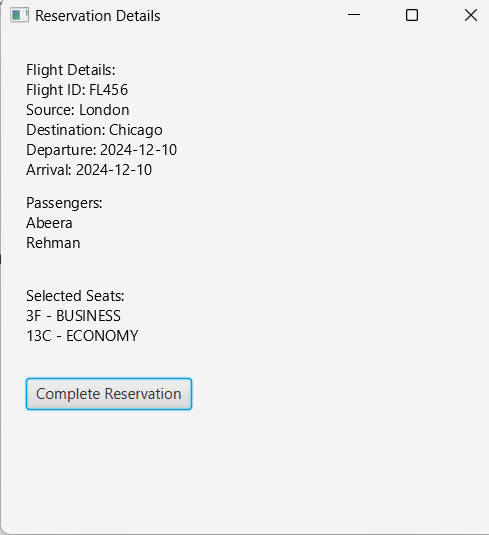 Reservation Details
Flight Details:
Flight ID: FL456
Source: London
Destination: Chicago
Departure: 2024-12-10
Arrival: 2024-12-10
Passengers:
Abeera
Rehman
Selected Seats:
3F - BUSINESS
13C - ECONOMY
Complete Reservation